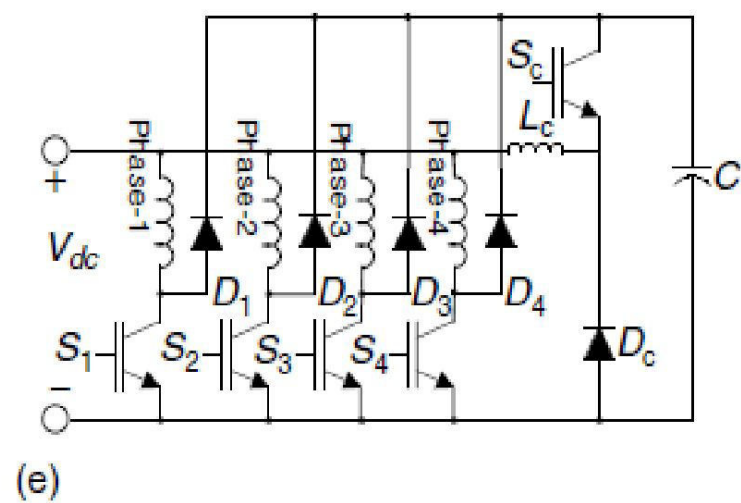 S_c
L_c
C
+
V_dc
−
Phase-1
Phase-2
Phase-3
Phase-4
D_1
D_2
D_3
D_4
S_1
S_2
S_3
S_4
D_c
(e)